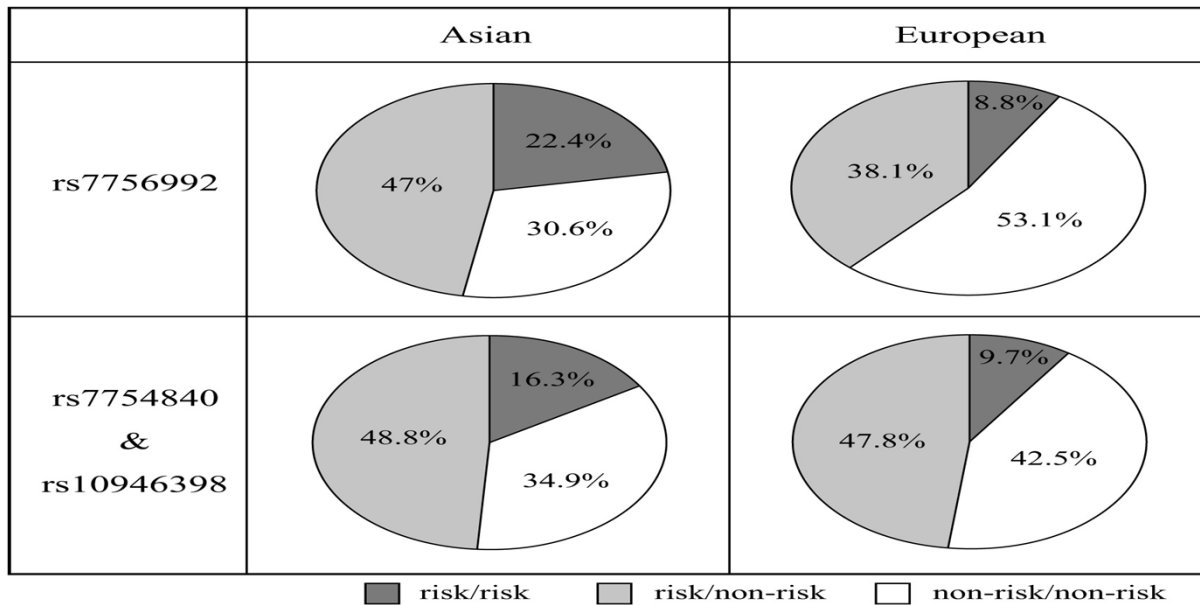 Asian
European
rs7756992
22.4%
47%
30.6%
8.8%
38.1%
53.1%
rs7754840
&
rs10946398
16.3%
48.8%
34.9%
9.7%
47.8%
42.5%
risk/risk
risk/non-risk
non-risk/non-risk